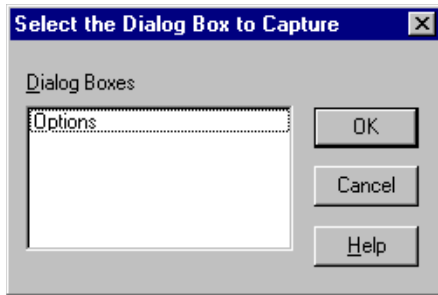 Select the Dialog Box to Capture
Dialog Boxes
Options
OK
Cancel
Help